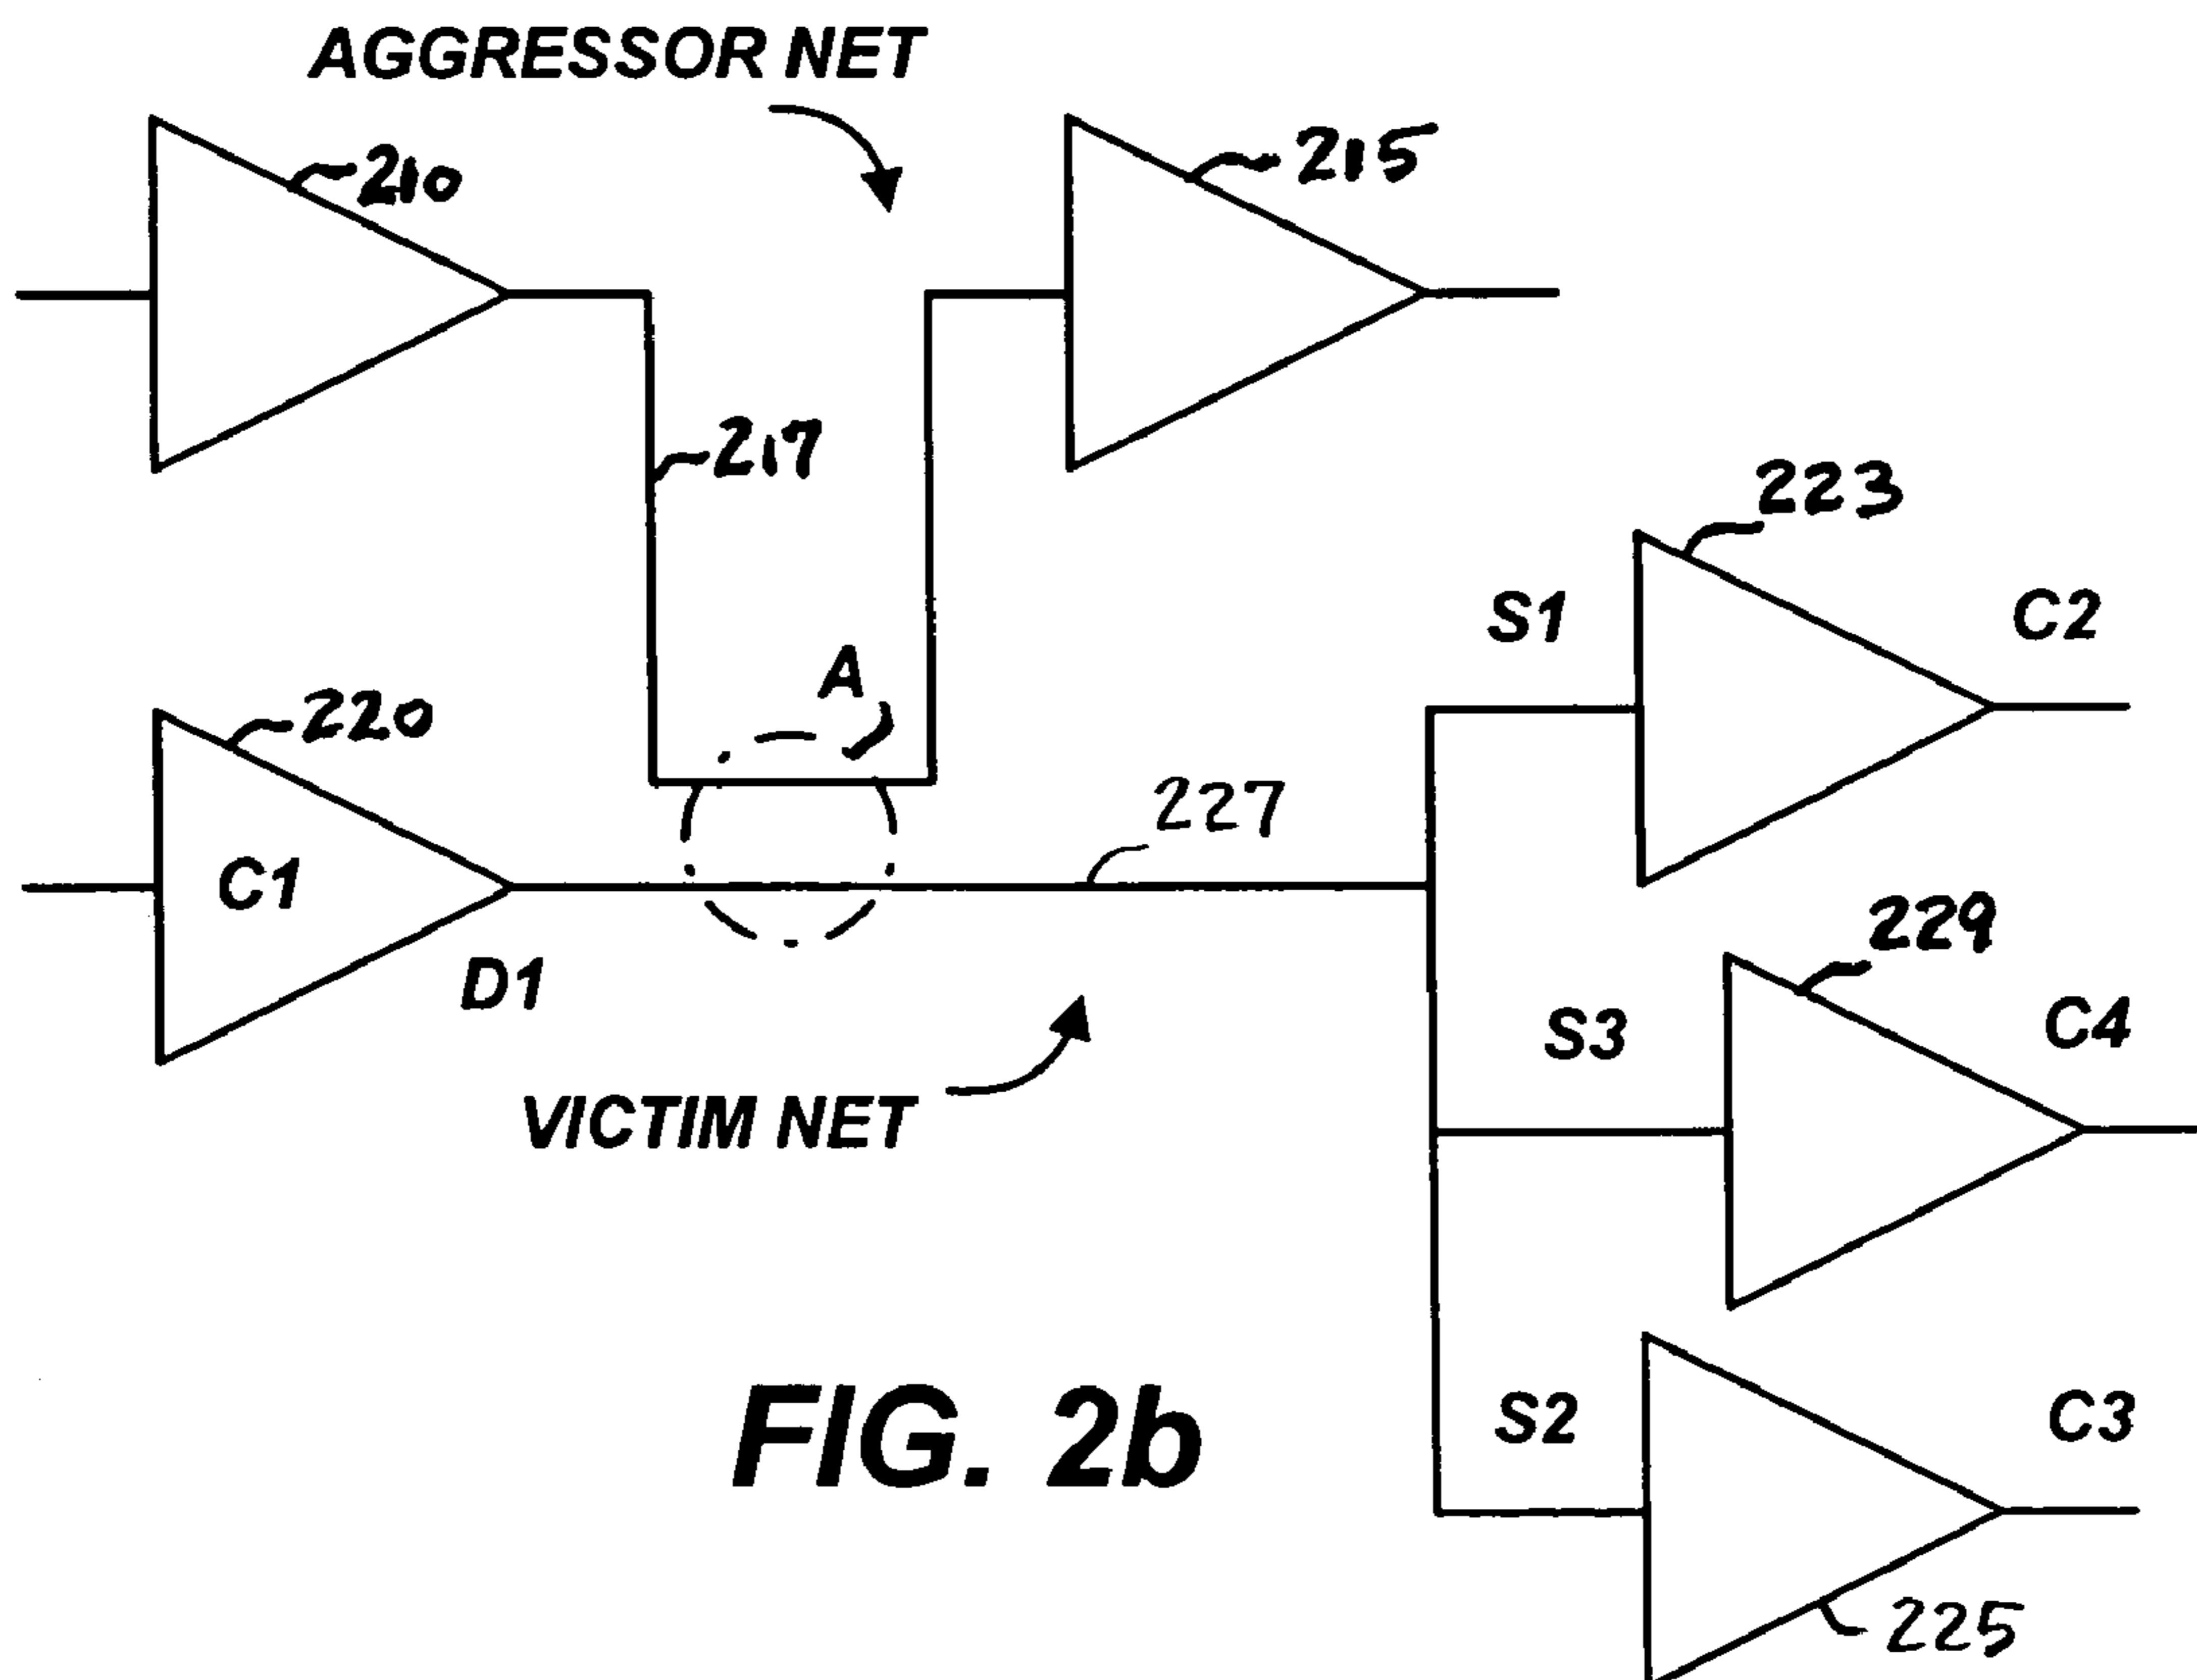 AGGRESSOR NET
210
215
217
223
S1
C2
A
220
227
C1
229
D1
S3
C4
VICTIM NET
S2
C3
FIG. 2b
225